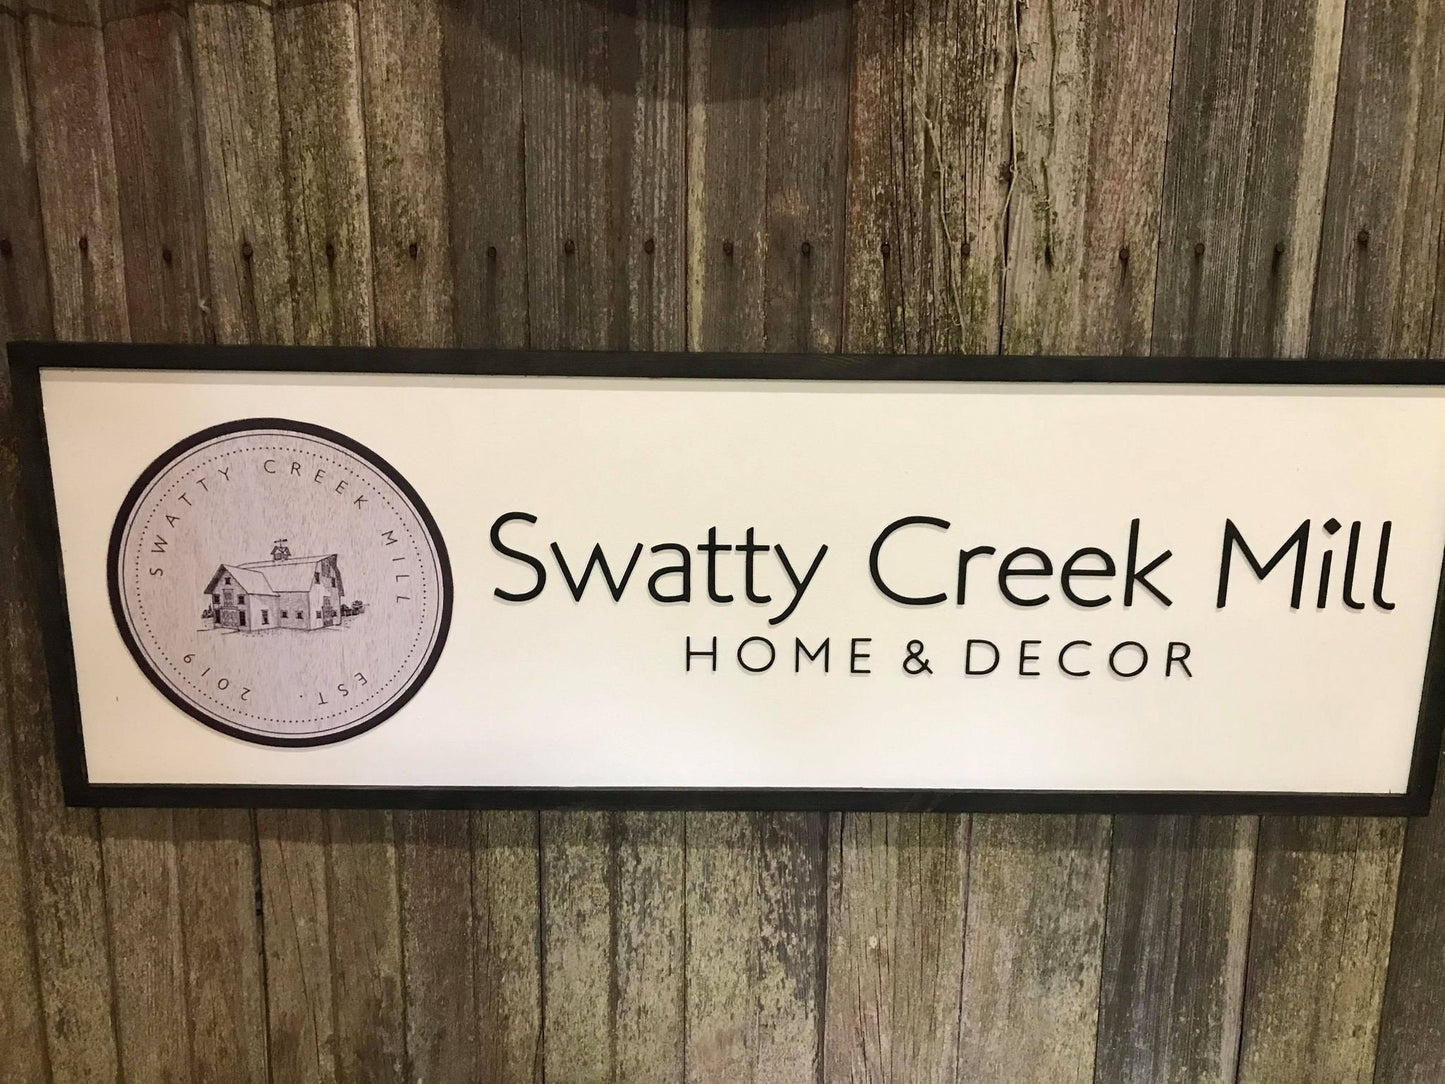 SWATTY CREEK MILL
EST. 2019
Swatty Creek Mill
HOME & DECOR